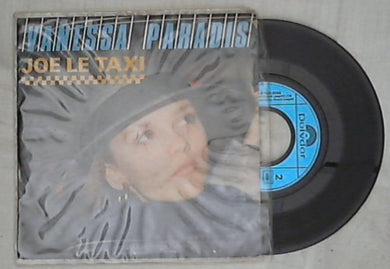 VANESSA PARADIS
JOE LE TAXI
polydor
2